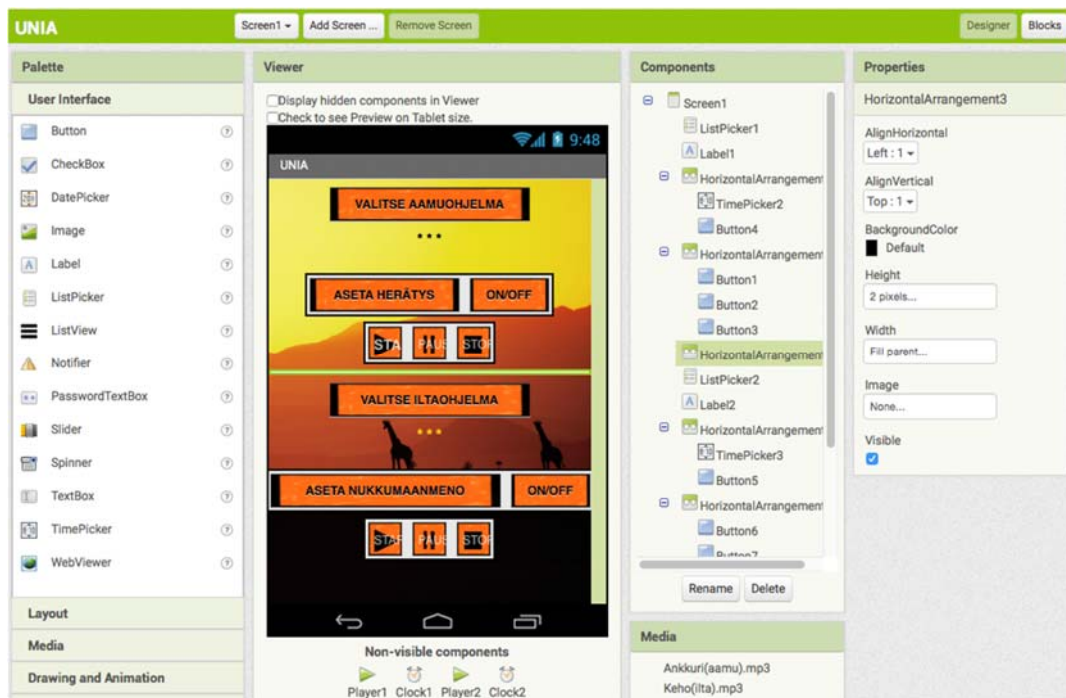 UNIA
Screen1
Add Screen ...
Remove Screen
Designer
Blocks
Palette
User Interface
Button
CheckBox
DatePicker
Image
Label
ListPicker
ListView
Notifier
PasswordTextBox
Slider
Spinner
TextBox
TimePicker
WebViewer
Layout
Media
Drawing and Animation
Viewer
Display hidden components in Viewer
Check to see Preview on Tablet size.
9:48
UNIA
VALITSE AAMUOHJELMA
...
ASETA HERÄTYS
ON/OFF
STA
PAUS
STOP
VALITSE ILTAOHJELMA
...
ASETA NUKKUMAANMENO
ON/OFF
STAR
PAUS
STOP
Non-visible components
Player1 Clock1 Player2 Clock2
Components
Screen1
ListPicker1
Label1
HorizontalArrangement
TimePicker2
Button4
HorizontalArrangement
Button1
Button2
Button3
HorizontalArrangement
ListPicker2
Label2
HorizontalArrangement
TimePicker3
Button5
HorizontalArrangement
Button6
Button7
Rename
Delete
Media
Ankkuri(aamu).mp3
Keho(ilta).mp3
Properties
HorizontalArrangement3
AlignHorizontal
Left : 1
AlignVertical
Top : 1
BackgroundColor
Default
Height
2 pixels...
Width
Fill parent...
Image
None...
Visible